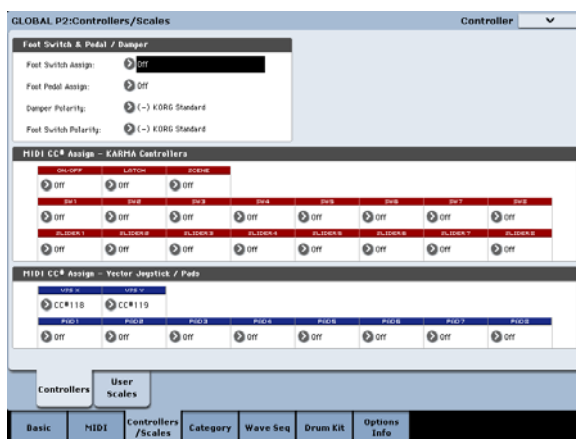 GLOBAL P2:Controllers/Scales Controller
Foot Switch & Pedal / Damper
Foot Switch Assign: Off
Foot Pedal Assign: Off
Damper Polarity: (-) KORG Standard
Foot Switch Polarity: (-) KORG Standard
MIDI CC# Assign - KARMA Controllers
ON/OFF LATCH SCENE
Off Off Off
SW1 SW2 SW3 SW4 SW5 SW6 SW7 SW8
Off Off Off Off Off Off Off Off
SLIDER1 SLIDER2 SLIDER3 SLIDER4 SLIDER5 SLIDER6 SLIDER7 SLIDER8
Off Off Off Off Off Off Off Off
MIDI CC# Assign - Vector Joystick / Pads
VJS X VJS Y
CC#118 CC#119
PAD1 PAD2 PAD3 PAD4 PAD5 PAD6 PAD7 PAD8
Off Off Off Off Off Off Off Off
Controllers User
Scales
Basic MIDI Controllers
/Scales Category Wave Seq Drum Kit Options
Info